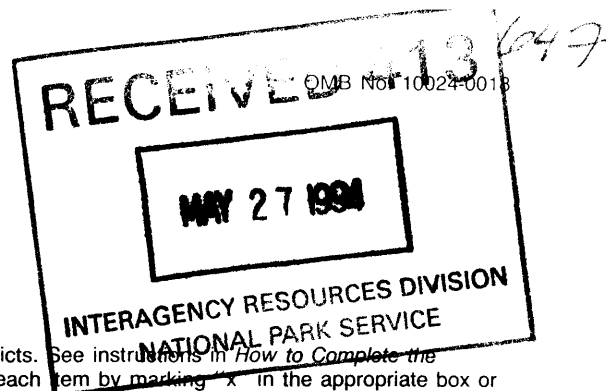 RECEIVED 413
647
OMB No. 10024-0018
MAY 27 1994
INTERAGENCY RESOURCES DIVISION
NATIONAL PARK SERVICE
icts. See instructions in How to Complete the
each item by marking "x" in the appropriate box or